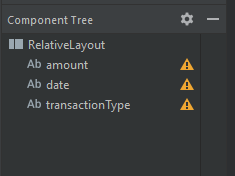 Component Tree
RelativeLayout
Ab amount
Ab date
Ab transactionType